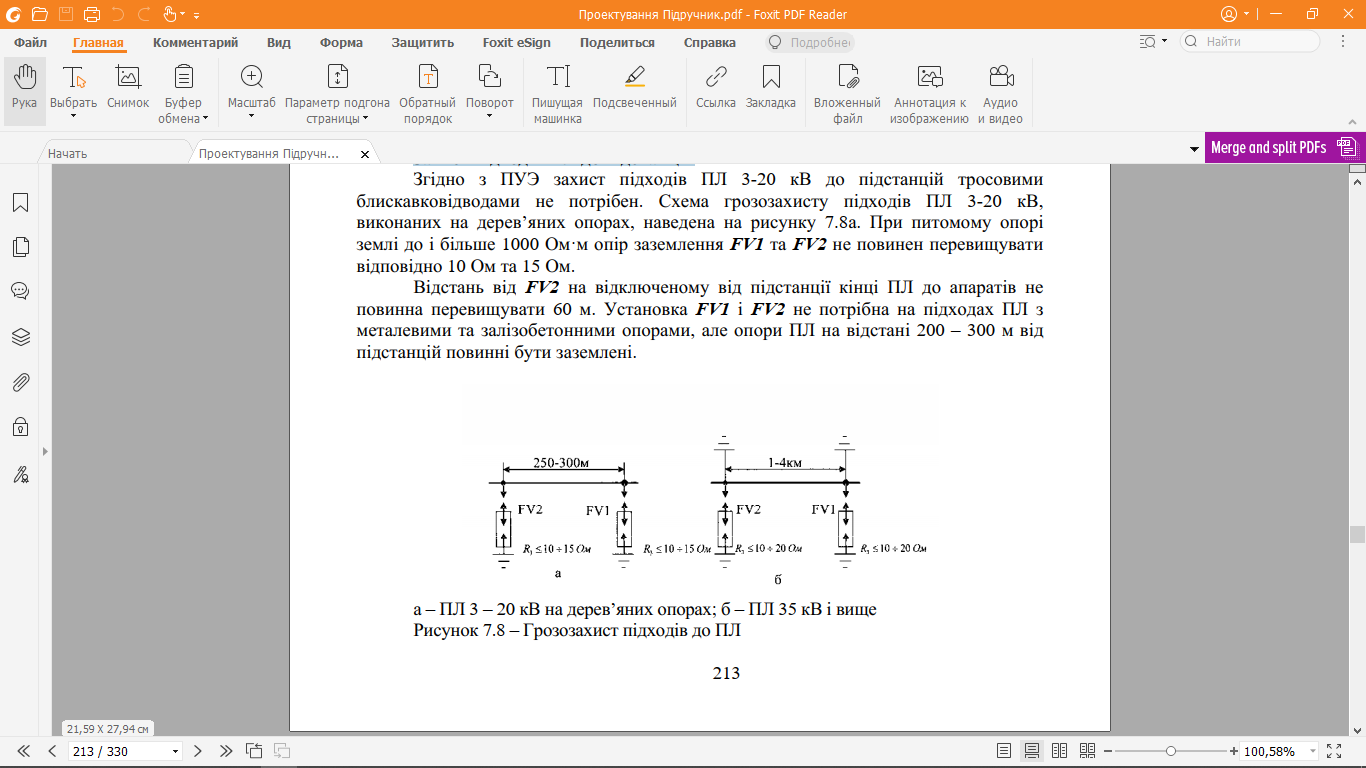 Проектування Підручник.pdf - Foxit PDF Reader
Файл Главная Комментарий Вид Форма Защитить Foxit eSign Поделиться Справка Подробнее Найти
Рука Выбрать Снимок Буфер обмена Масштаб Параметр подгона страницы Обратный порядок Поворот Пишущая машинка Подсвеченный Ссылка Закладка Вложенный файл Аннотация к изображению Аудио и видео
Начать Проектування Підручн... Merge and split PDFs
Згідно з ПУЭ захист підходів ПЛ 3-20 кВ до підстанцій тросовими
блискавковідводами не потрібен. Схема грозозахисту підходів ПЛ 3-20 кВ,
виконаних на дерев’яних опорах, наведена на рисунку 7.8а. При питомому опорі
землі до і більше 1000 Ом·м опір заземлення FV1 та FV2 не повинен перевищувати
відповідно 10 Ом та 15 Ом.
Відстань від FV2 на відключеному від підстанції кінці ПЛ до апаратів не
повинна перевищувати 60 м. Установка FV1 і FV2 не потрібна на підходах ПЛ з
металевими та залізобетонними опорами, але опори ПЛ на відстані 200 – 300 м від
підстанцій повинні бути заземлені.
250-300м 1-4км
FV2 FV1 FV2 FV1
R₃ ≤ 10 ÷ 15 Ом R₃ ≤ 10 ÷ 15 Ом R₃ ≤ 10 ÷ 20 Ом R₃ ≤ 10 ÷ 20 Ом
а б
а – ПЛ 3 – 20 кВ на дерев’яних опорах; б – ПЛ 35 кВ і вище
Рисунок 7.8 – Грозозахист підходів до ПЛ
213
21,59 X 27,94 см
213 / 330 100,58%